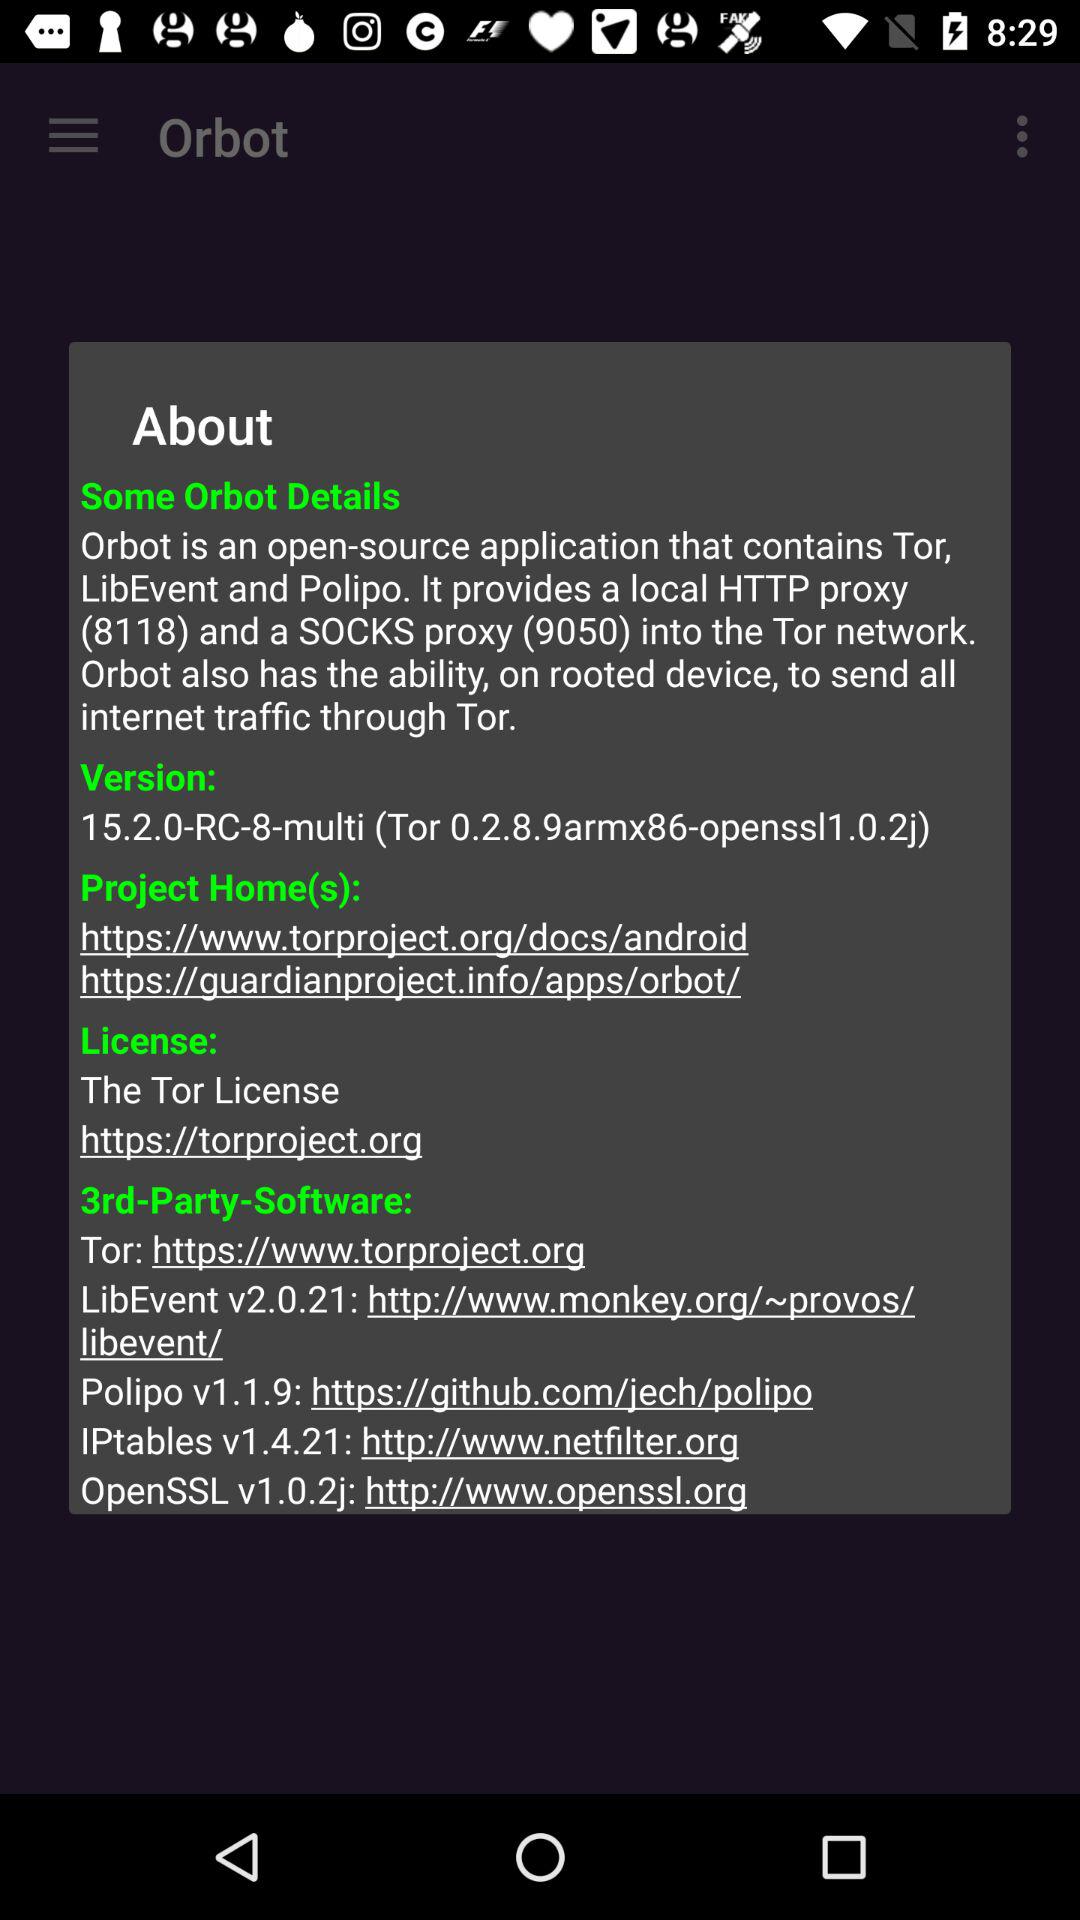 8:29
Orbot
About
Some Orbot Details
Orbot is an open-source application that contains Tor,
LibEvent and Polipo. It provides a local HTTP proxy
(8118) and a SOCKS proxy (9050) into the Tor network.
Orbot also has the ability, on rooted device, to send all
internet traffic through Tor.
Version:
15.2.0-RC-8-multi (Tor 0.2.8.9armx86-openssl1.0.2j)
Project Home(s):
https://www.torproject.org/docs/android
https://guardianproject.info/apps/orbot/
License:
The Tor License
https://torproject.org
3rd-Party-Software:
Tor: https://www.torproject.org
LibEvent v2.0.21: http://www.monkey.org/~provos/
libevent/
Polipo v1.1.9: https://github.com/jech/polipo
IPtables v1.4.21: http://www.netfilter.org
OpenSSL v1.0.2j: http://www.openssl.org